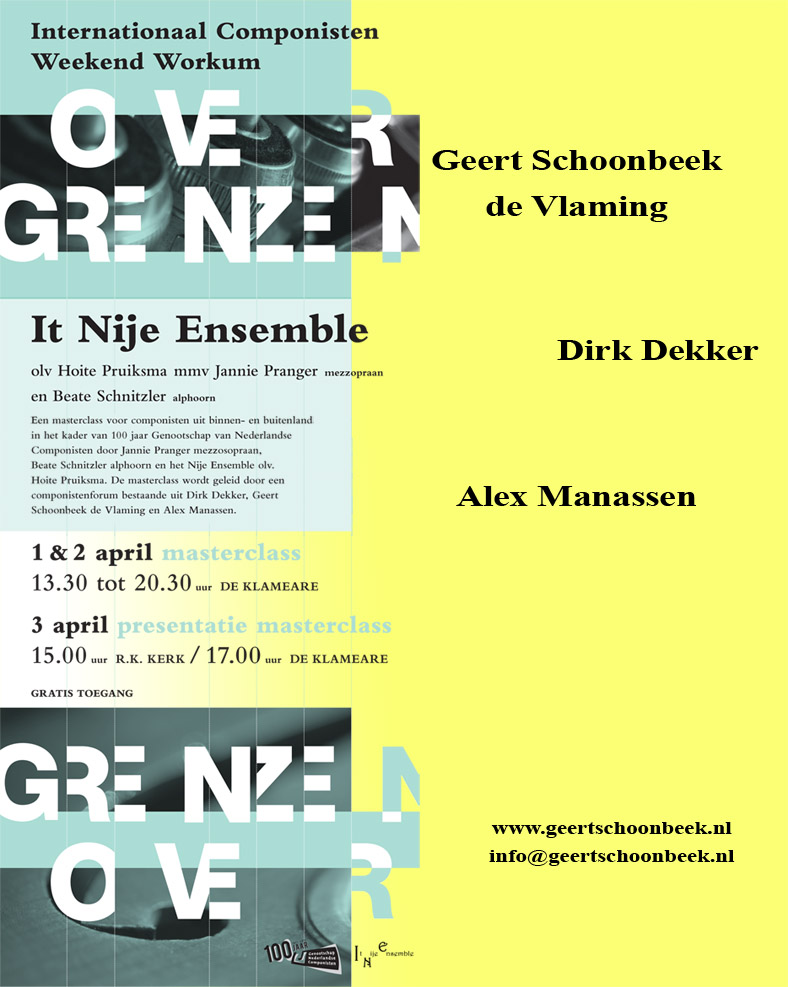 Internationaal Componisten
Weekend Workum
OVER
GRENZEN
Geert Schoonbeek
de Vlaming
Dirk Dekker
Alex Manassen
It Nije Ensemble
olv Hoite Pruiksma mmv Jannie Pranger mezzopraan
en Beate Schnitzler alphoorn
Een masterclass voor componisten uit binnen- en buitenland
in het kader van 100 jaar Genootschap van Nederlandse
Componisten door Jannie Pranger mezzosopraan,
Beate Schnitzler alphoorn en het Nije Ensemble olv.
Hoite Pruiksma. De masterclass wordt geleid door een
componistenforum bestaande uit Dirk Dekker, Geert
Schoonbeek de Vlaming en Alex Manassen.
1 & 2 april masterclass
13.30 tot 20.30 uur DE KLAMEARE
3 april presentatie masterclass
15.00 uur R.K. KERK / 17.00 uur DE KLAMEARE
GRATIS TOEGANG
GRENZEN
OVER
www.geertschoonbeek.nl
info@geertschoonbeek.nl
100 JAAR
Genootschap
Nederlandse
Componisten
It Nije Ensemble